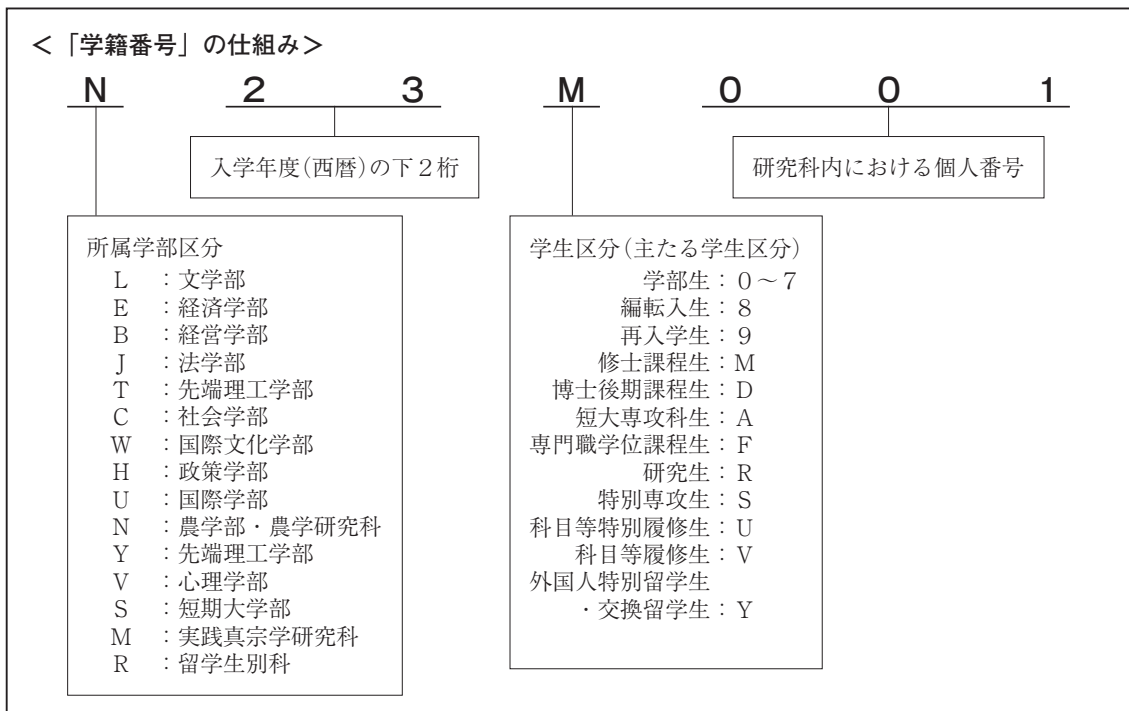 ＜「学籍番号」の仕組み＞
N 2 3 M 0 0 1
入学年度(西暦)の下２桁
研究科内における個人番号
所属学部区分
L ：文学部
E ：経済学部
B ：経営学部
J ：法学部
T ：先端理工学部
C ：社会学部
W ：国際文化学部
H ：政策学部
U ：国際学部
N ：農学部・農学研究科
Y ：先端理工学部
V ：心理学部
S ：短期大学部
M ：実践真宗学研究科
R ：留学生別科
学生区分(主たる学生区分)
学部生：０～７
編転入生：８
再入学生：９
修士課程生：M
博士後期課程生：D
短大専攻科生：A
専門職学位課程生：F
研究生：R
特別専攻生：S
科目等特別履修生：U
科目等履修生：V
外国人特別留学生
・交換留学生：Y